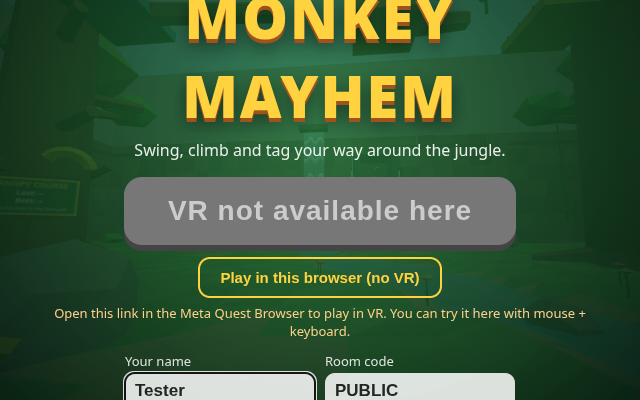 MONKEY
MAYHEM
Swing, climb and tag your way around the jungle.
VR not available here
Play in this browser (no VR)
Open this link in the Meta Quest Browser to play in VR. You can try it here with mouse +
keyboard.
Your name
Room code
Tester
PUBLIC